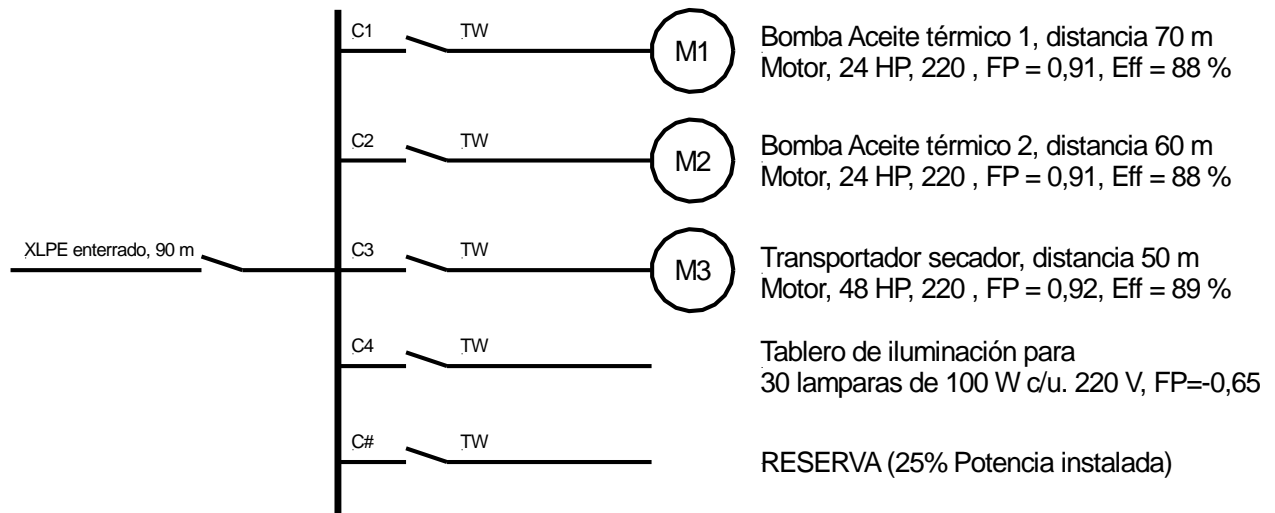 C1 TW M1 Bomba Aceite térmico 1, distancia 70 m
Motor, 24 HP, 220 , FP = 0,91, Eff = 88 %
C2 TW M2 Bomba Aceite térmico 2, distancia 60 m
Motor, 24 HP, 220 , FP = 0,91, Eff = 88 %
XLPE enterrado, 90 m C3 TW M3 Transportador secador, distancia 50 m
Motor, 48 HP, 220 , FP = 0,92, Eff = 89 %
C4 TW Tablero de iluminación para
30 lamparas de 100 W c/u. 220 V, FP=-0,65
C# TW RESERVA (25% Potencia instalada)